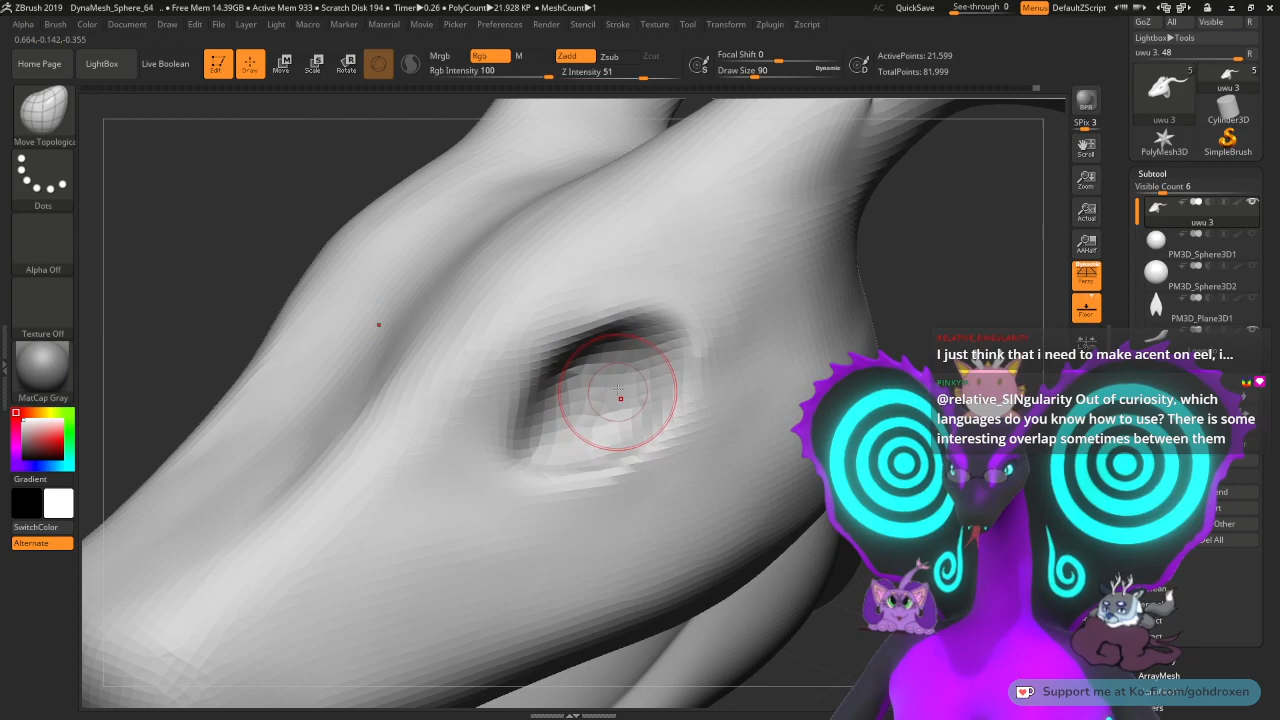 ZBrush 2019
DynaMesh_Sphere_64
.. ● Free Mem 14.39GB ● Active Mem 933 ● Scratch Disk 194 ● Timer▶0.26 ● PolyCount▶21.928 KP ● MeshCount▶1
AC
QuickSave
See-through 0
Menus
DefaultZScript
Alpha Brush Color Document Draw Edit File Layer Light Macro Marker Material Movie Picker Preferences Render Stencil Stroke Texture Tool Transform Zplugin Zscript
0.664,-0.142,-0.355
Home Page
LightBox
Live Boolean
Edit
Draw
Move
Scale
Rotate
Mrgb
Rgb
M
Rgb Intensity 100
Zadd
Zsub
Zcut
Z Intensity 51
S
Focal Shift 0
Draw Size 90
Dynamic
D
ActivePoints: 21.599
TotalPoints: 81.999
Move Topologica
Dots
Alpha Off
Texture Off
MatCap Gray
Gradient
SwitchColor
Alternate
BPR
SPix 3
Scroll
Zoom
Actual
AAHalf
Dynamic
Persp
Floor
GoZ
All
Visible
R
Lightbox▶Tools
uwu 3. 48
R
5
5
uwu 3
uwu 3
Cylinder3D
PolyMesh3D
SimpleBrush
Subtool
Visible Count 6
uwu 3
PM3D_Sphere3D1
PM3D_Sphere3D2
PM3D_Plane3D1
RELATIVE_SINGULARITY
I just think that i need to make acent on eel, i...
@relative_SINgularity Out of curiosity, which
languages do you know how to use? There is some
interesting overlap sometimes between them
Other
Del All
ArrayMesh
Support me at Ko-fi.com/gohdroxen